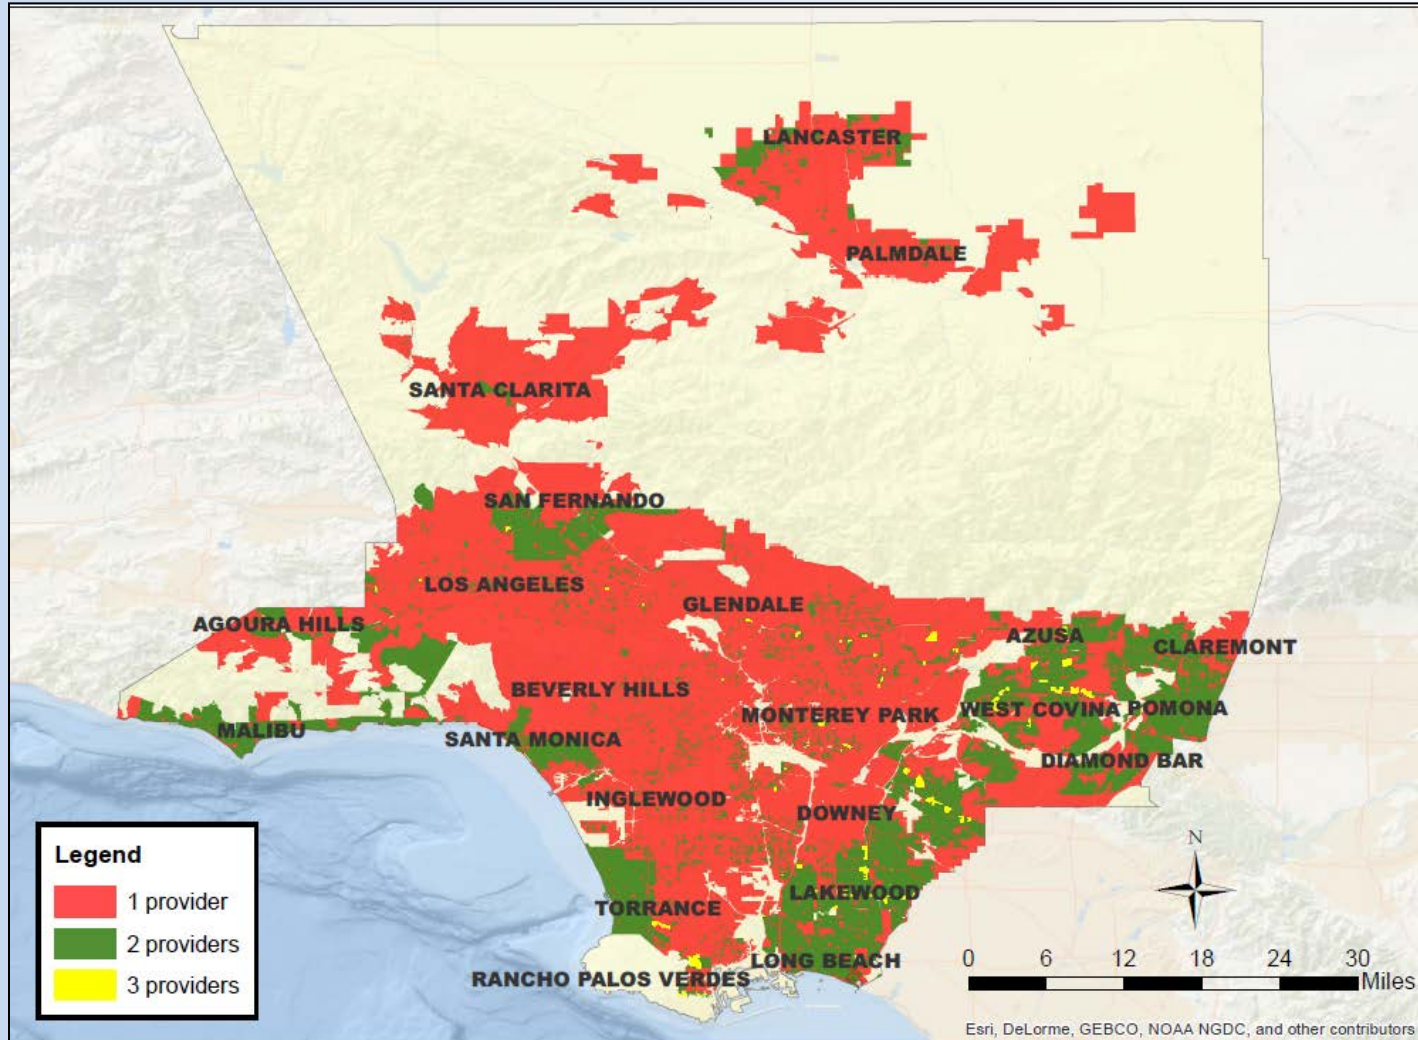 LANCASTER
PALMDALE
SANTA CLARITA
SAN FERNANDO
LOS ANGELES
GLENDALE
AGOURA HILLS
AZUSA
CLAREMONT
BEVERLY HILLS
MONTEREY PARK
WEST COVINA
POMONA
MALIBU
SANTA MONICA
DIAMOND BAR
INGLEWOOD
DOWNEY
LAKEWOOD
TORRANCE
LONG BEACH
RANCHO PALOS VERDES
Legend
1 provider
2 providers
3 providers
N
0 6 12 18 24 30
Miles
Esri, DeLorme, GEBCO, NOAA NGDC, and other contributors